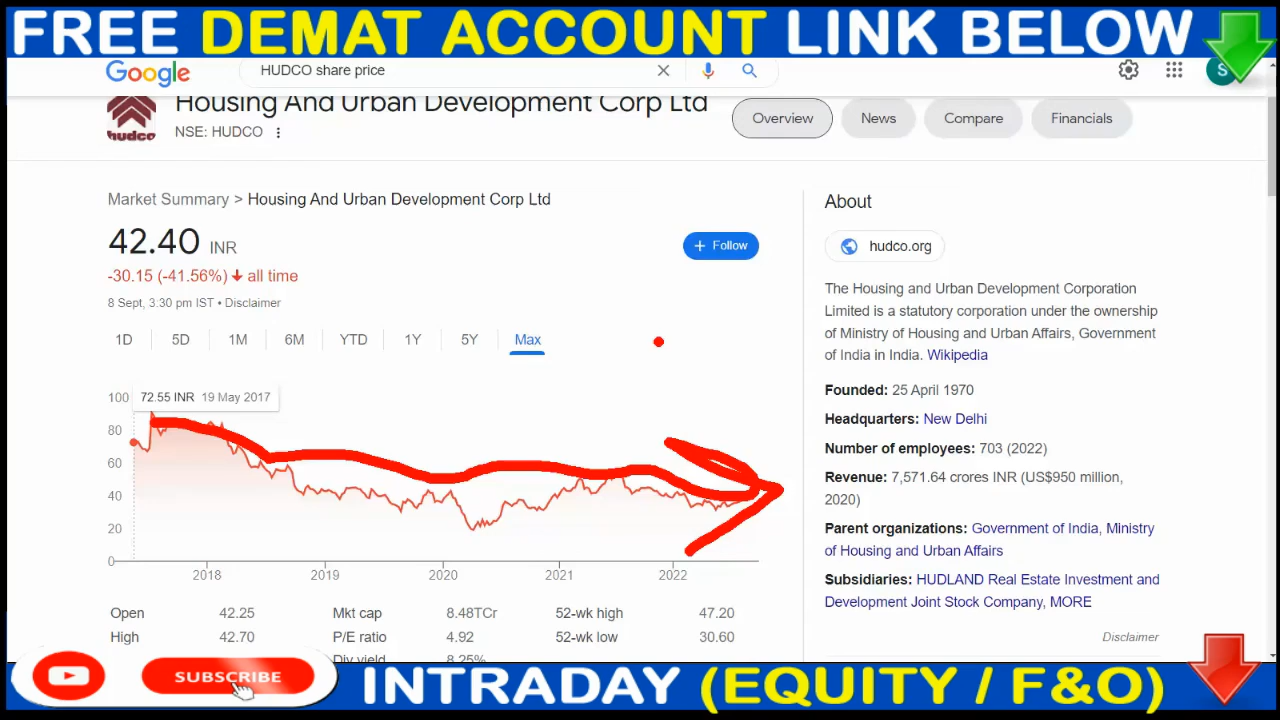 FREE DEMAT ACCOUNT LINK BELOW
Google
HUDCO share price
S
hudco
Housing And Urban Development Corp Ltd
NSE: HUDCO
Overview
News
Compare
Financials
Market Summary > Housing And Urban Development Corp Ltd
42.40 INR
+ Follow
-30.15 (-41.56%) all time
8 Sept, 3:30 pm IST • Disclaimer
1D 5D 1M 6M YTD 1Y 5Y Max
72.55 INR 19 May 2017
100
80
60
40
20
0
2018 2019 2020 2021 2022
Open 42.25 Mkt cap 8.48TCr 52-wk high 47.20
High 42.70 P/E ratio 4.92 52-wk low 30.60
Div yield 8.25%
About
hudco.org
The Housing and Urban Development Corporation
Limited is a statutory corporation under the ownership
of Ministry of Housing and Urban Affairs, Government
of India in India. Wikipedia
Founded: 25 April 1970
Headquarters: New Delhi
Number of employees: 703 (2022)
Revenue: 7,571.64 crores INR (US$950 million,
2020)
Parent organizations: Government of India, Ministry
of Housing and Urban Affairs
Subsidiaries: HUDLAND Real Estate Investment and
Development Joint Stock Company, MORE
Disclaimer
SUBSCRIBE
INTRADAY (EQUITY / F&O)